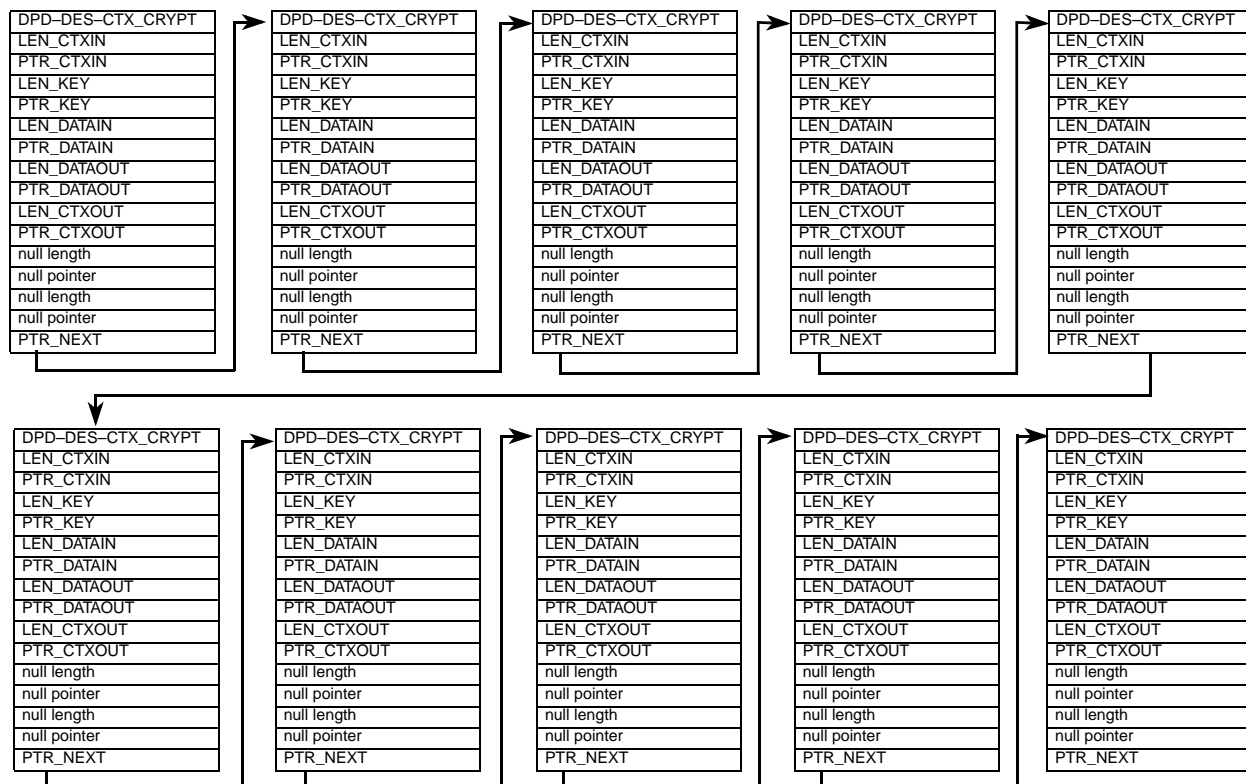 DPD–DES–CTX_CRYPT
LEN_CTXIN
PTR_CTXIN
LEN_KEY
PTR_KEY
LEN_DATAIN
PTR_DATAIN
LEN_DATAOUT
PTR_DATAOUT
LEN_CTXOUT
PTR_CTXOUT
null length
null pointer
null length
null pointer
PTR_NEXT
DPD–DES–CTX_CRYPT
LEN_CTXIN
PTR_CTXIN
LEN_KEY
PTR_KEY
LEN_DATAIN
PTR_DATAIN
LEN_DATAOUT
PTR_DATAOUT
LEN_CTXOUT
PTR_CTXOUT
null length
null pointer
null length
null pointer
PTR_NEXT
DPD–DES–CTX_CRYPT
LEN_CTXIN
PTR_CTXIN
LEN_KEY
PTR_KEY
LEN_DATAIN
PTR_DATAIN
LEN_DATAOUT
PTR_DATAOUT
LEN_CTXOUT
PTR_CTXOUT
null length
null pointer
null length
null pointer
PTR_NEXT
DPD–DES–CTX_CRYPT
LEN_CTXIN
PTR_CTXIN
LEN_KEY
PTR_KEY
LEN_DATAIN
PTR_DATAIN
LEN_DATAOUT
PTR_DATAOUT
LEN_CTXOUT
PTR_CTXOUT
null length
null pointer
null length
null pointer
PTR_NEXT
DPD–DES–CTX_CRYPT
LEN_CTXIN
PTR_CTXIN
LEN_KEY
PTR_KEY
LEN_DATAIN
PTR_DATAIN
LEN_DATAOUT
PTR_DATAOUT
LEN_CTXOUT
PTR_CTXOUT
null length
null pointer
null length
null pointer
PTR_NEXT
DPD–DES–CTX_CRYPT
LEN_CTXIN
PTR_CTXIN
LEN_KEY
PTR_KEY
LEN_DATAIN
PTR_DATAIN
LEN_DATAOUT
PTR_DATAOUT
LEN_CTXOUT
PTR_CTXOUT
null length
null pointer
null length
null pointer
PTR_NEXT
DPD–DES–CTX_CRYPT
LEN_CTXIN
PTR_CTXIN
LEN_KEY
PTR_KEY
LEN_DATAIN
PTR_DATAIN
LEN_DATAOUT
PTR_DATAOUT
LEN_CTXOUT
PTR_CTXOUT
null length
null pointer
null length
null pointer
PTR_NEXT
DPD–DES–CTX_CRYPT
LEN_CTXIN
PTR_CTXIN
LEN_KEY
PTR_KEY
LEN_DATAIN
PTR_DATAIN
LEN_DATAOUT
PTR_DATAOUT
LEN_CTXOUT
PTR_CTXOUT
null length
null pointer
null length
null pointer
PTR_NEXT
DPD–DES–CTX_CRYPT
LEN_CTXIN
PTR_CTXIN
LEN_KEY
PTR_KEY
LEN_DATAIN
PTR_DATAIN
LEN_DATAOUT
PTR_DATAOUT
LEN_CTXOUT
PTR_CTXOUT
null length
null pointer
null length
null pointer
PTR_NEXT
DPD–DES–CTX_CRYPT
LEN_CTXIN
PTR_CTXIN
LEN_KEY
PTR_KEY
LEN_DATAIN
PTR_DATAIN
LEN_DATAOUT
PTR_DATAOUT
LEN_CTXOUT
PTR_CTXOUT
null length
null pointer
null length
null pointer
PTR_NEXT